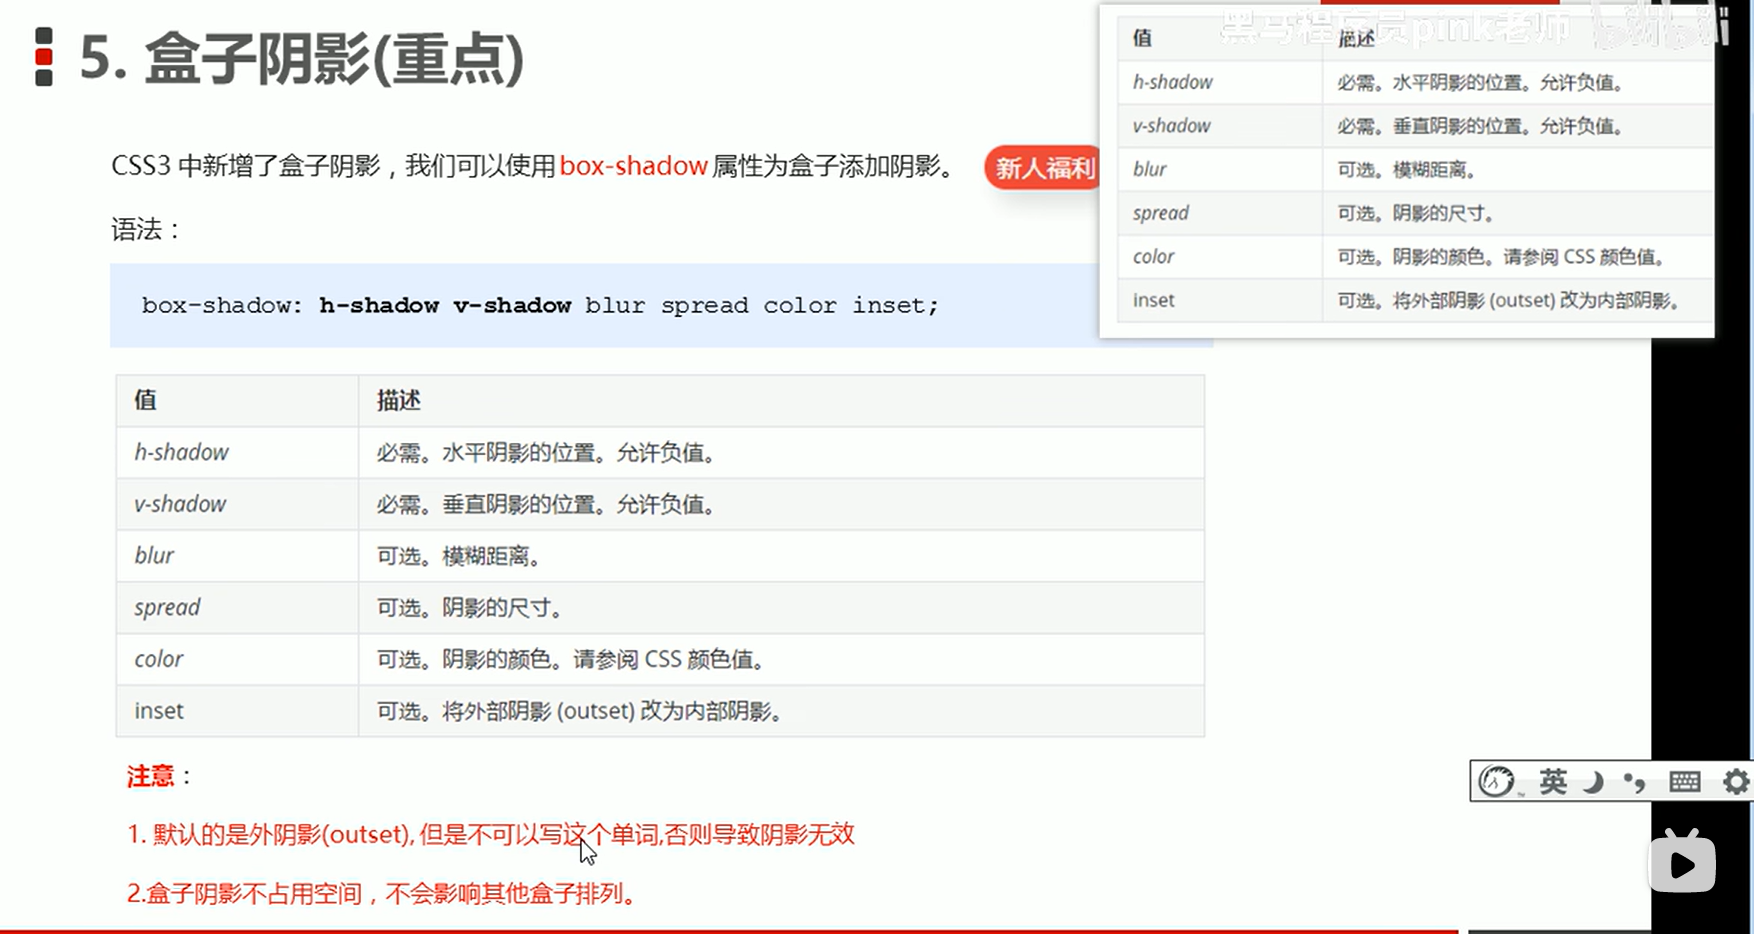 5. 盒子阴影(重点)
CSS3 中新增了盒子阴影，我们可以使用 box-shadow 属性为盒子添加阴影。
新人福利
语法：
box-shadow: h-shadow v-shadow blur spread color inset;
值 描述
h-shadow 必需。水平阴影的位置。允许负值。
v-shadow 必需。垂直阴影的位置。允许负值。
blur 可选。模糊距离。
spread 可选。阴影的尺寸。
color 可选。阴影的颜色。请参阅 CSS 颜色值。
inset 可选。将外部阴影 (outset) 改为内部阴影。
注意：
1. 默认的是外阴影(outset),但是不可以写这个单词,否则导致阴影无效
2.盒子阴影不占用空间，不会影响其他盒子排列。
黑马程序员pink老师 bilibili
值 描述
h-shadow 必需。水平阴影的位置。允许负值。
v-shadow 必需。垂直阴影的位置。允许负值。
blur 可选。模糊距离。
spread 可选。阴影的尺寸。
color 可选。阴影的颜色。请参阅 CSS 颜色值。
inset 可选。将外部阴影 (outset) 改为内部阴影。
英